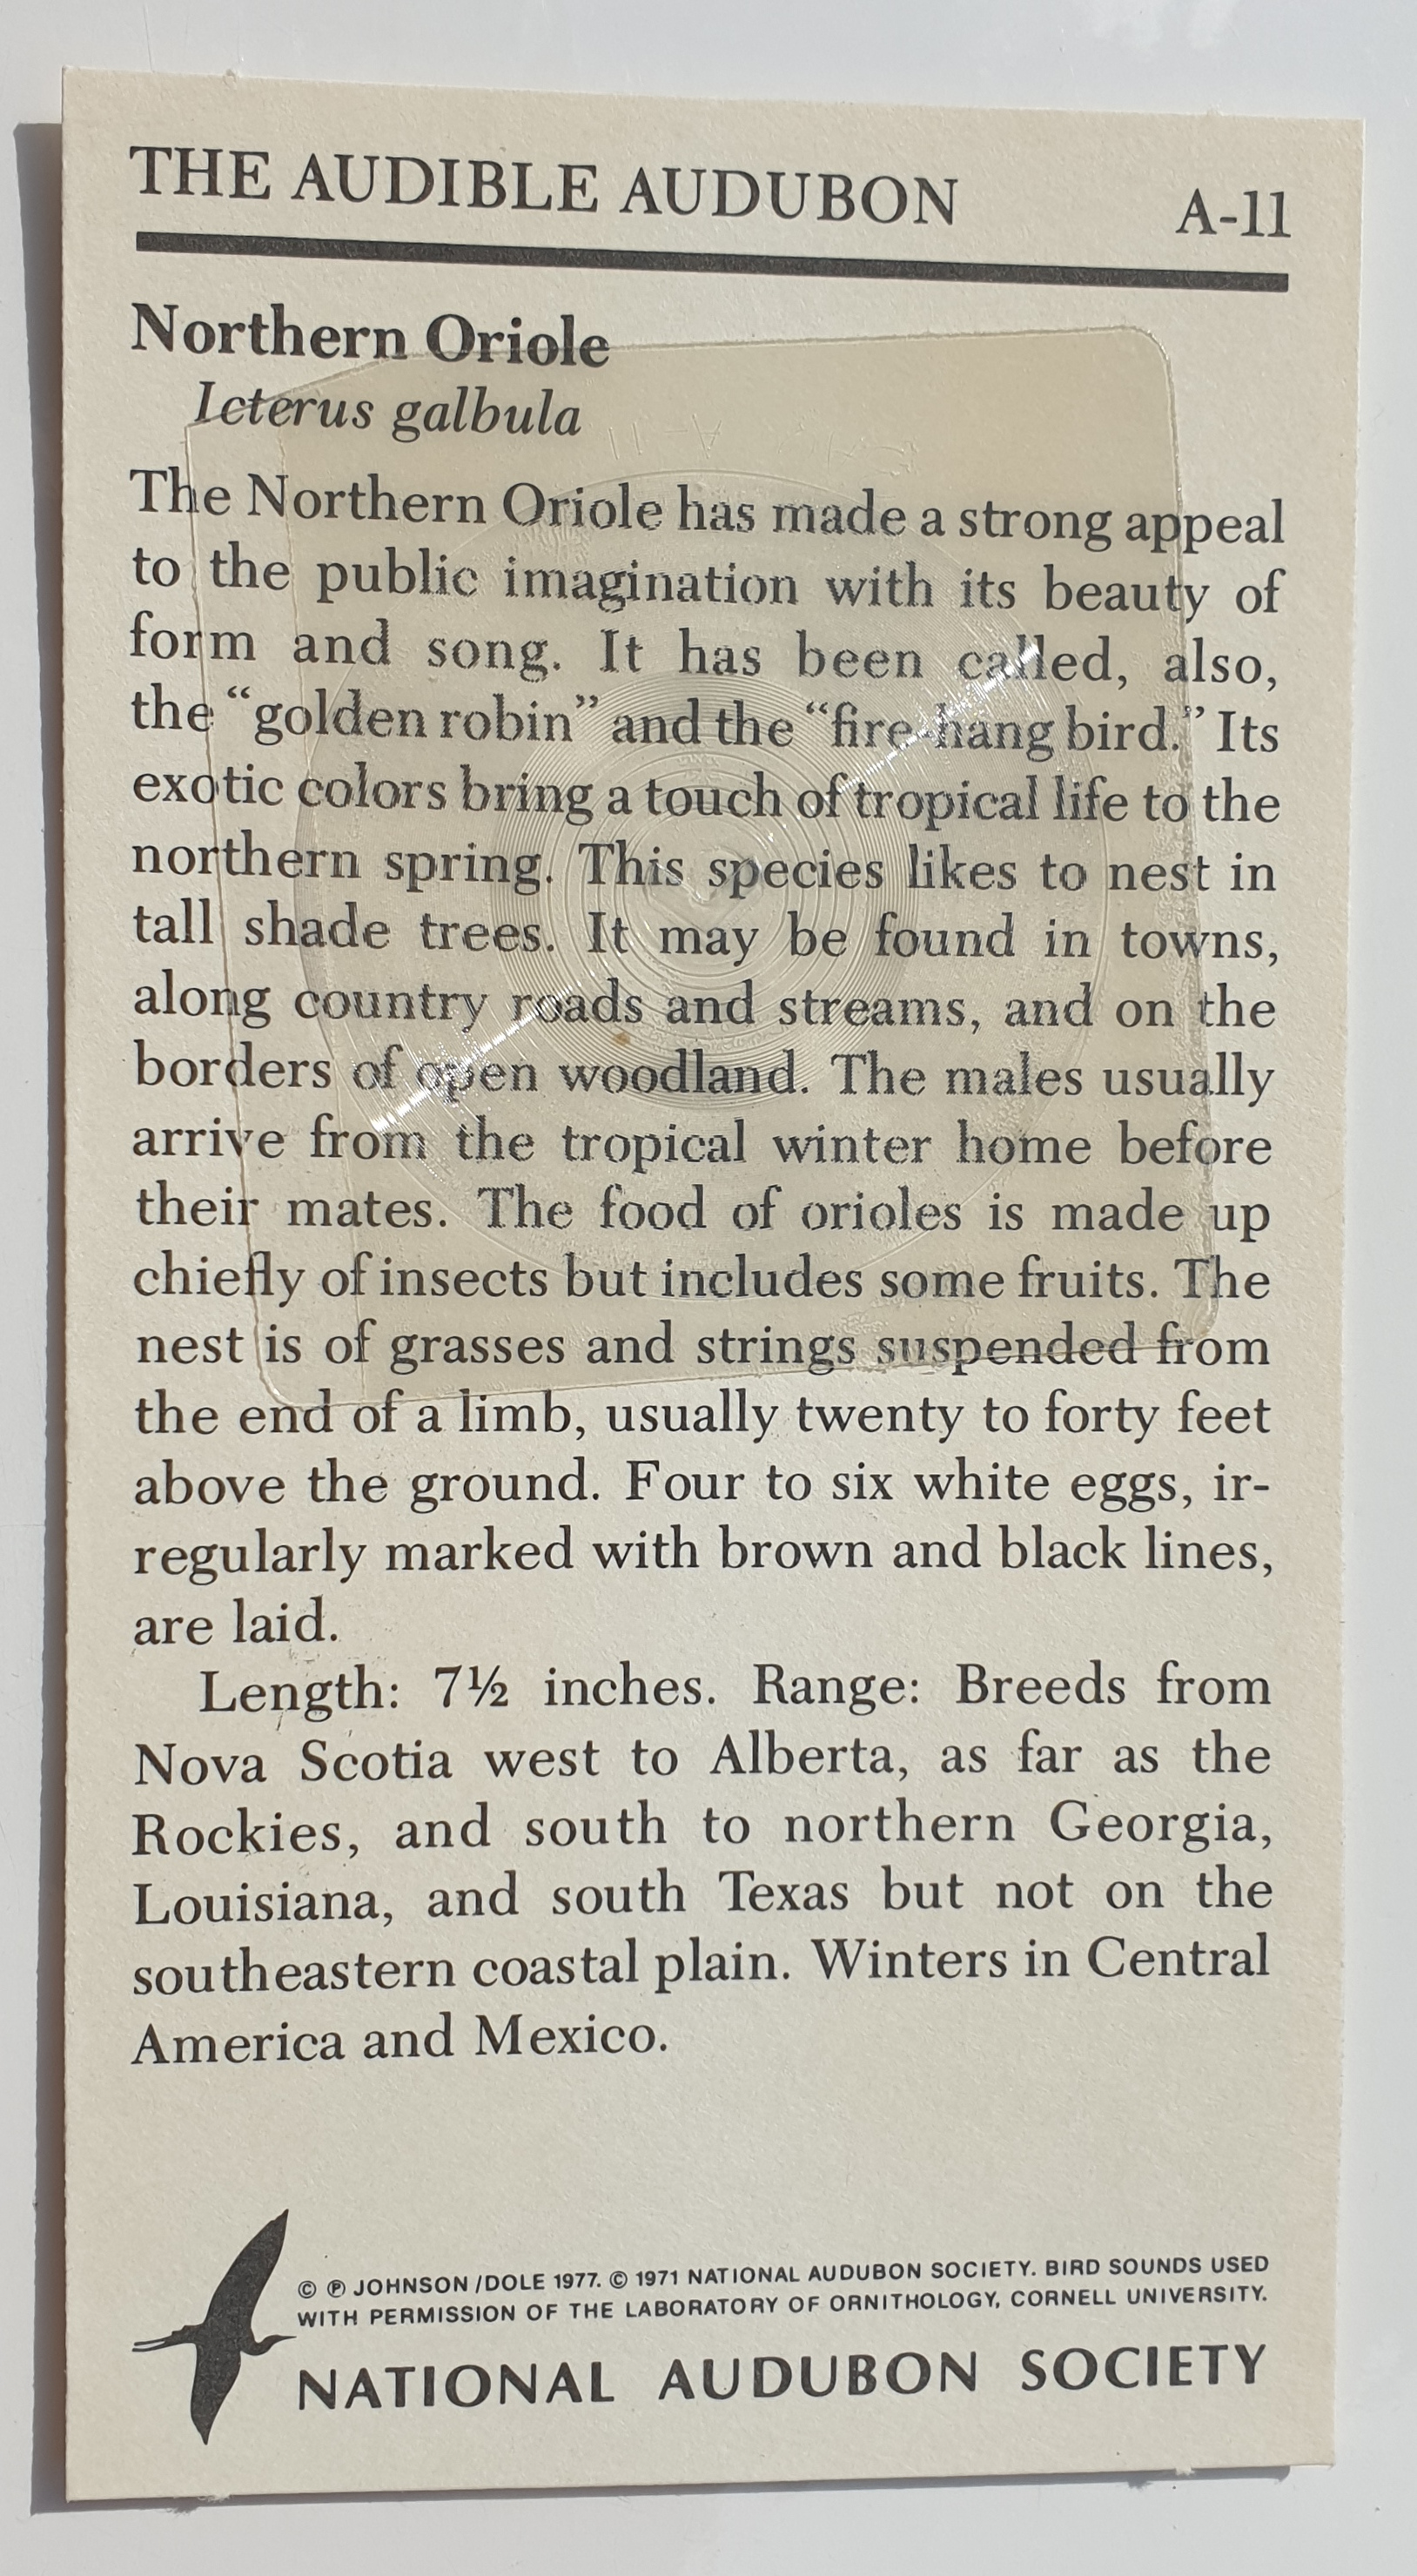 THE AUDIBLE AUDUBON A-11
Northern Oriole
Icterus galbula
The Northern Oriole has made a strong appeal
to the public imagination with its beauty of
form and song. It has been called, also,
the “golden robin” and the “fire-hang bird.” Its
exotic colors bring a touch of tropical life to the
northern spring. This species likes to nest in
tall shade trees. It may be found in towns,
along country roads and streams, and on the
borders of open woodland. The males usually
arrive from the tropical winter home before
their mates. The food of orioles is made up
chiefly of insects but includes some fruits. The
nest is of grasses and strings suspended from
the end of a limb, usually twenty to forty feet
above the ground. Four to six white eggs, ir-
regularly marked with brown and black lines,
are laid.
Length: 7½ inches. Range: Breeds from
Nova Scotia west to Alberta, as far as the
Rockies, and south to northern Georgia,
Louisiana, and south Texas but not on the
southeastern coastal plain. Winters in Central
America and Mexico.
© ℗ JOHNSON/DOLE 1977. © 1971 NATIONAL AUDUBON SOCIETY. BIRD SOUNDS USED
WITH PERMISSION OF THE LABORATORY OF ORNITHOLOGY, CORNELL UNIVERSITY.
NATIONAL AUDUBON SOCIETY